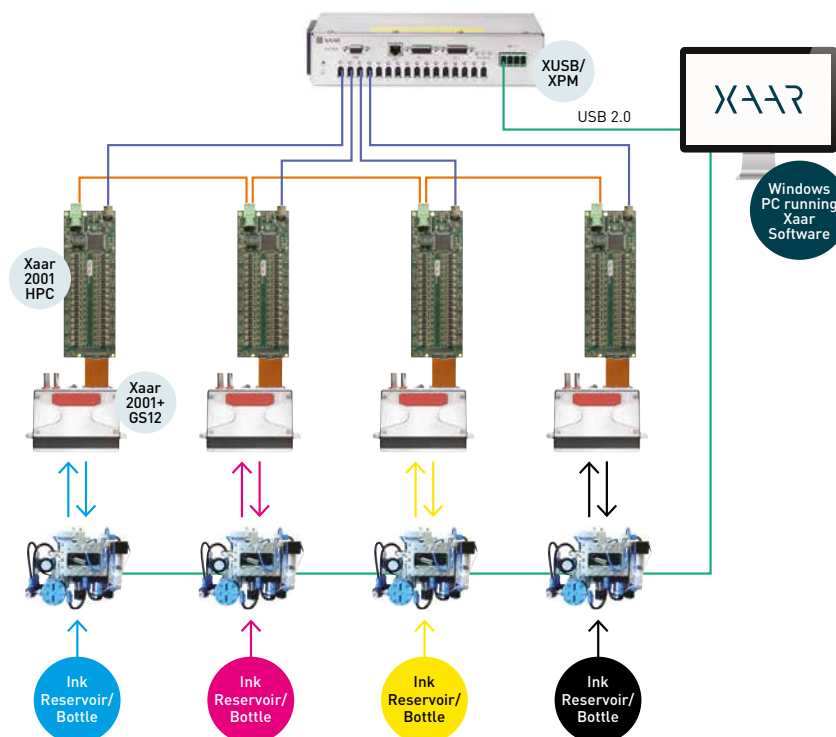 XAAR
XUSB/
XPM
USB 2.0
XAAR
Windows
PC running
Xaar
Software
Xaar
2001
HPC
Xaar
2001+
GS12
Ink
Reservoir/
Bottle
Ink
Reservoir/
Bottle
Ink
Reservoir/
Bottle
Ink
Reservoir/
Bottle